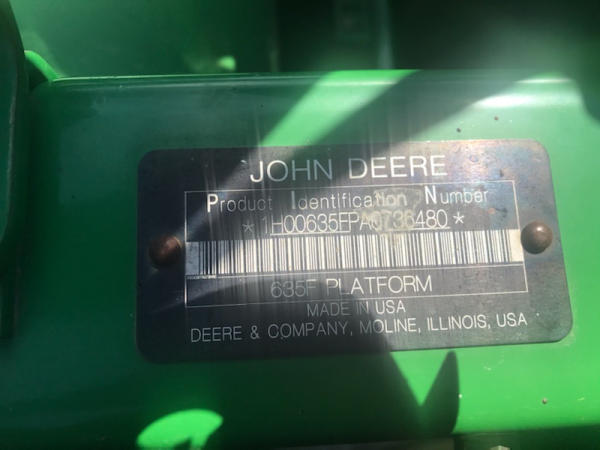 JOHN DEERE
Product Identification Number
*1H00635FPA0736480*
635F PLATFORM
MADE IN USA
DEERE & COMPANY, MOLINE, ILLINOIS, USA